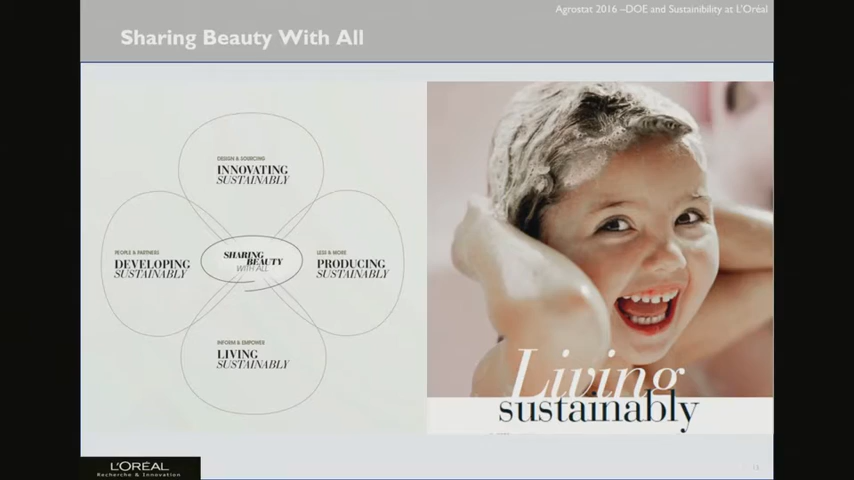 Agrostat 2016 –DOE and Sustainibility at L'Oréal
Sharing Beauty With All
DESIGN & SOURCING
INNOVATING
SUSTAINABLY
PEOPLE & PARTNERS
DEVELOPING
SUSTAINABLY
SHARING
BEAUTY
WITH ALL
LESS & MORE
PRODUCING
SUSTAINABLY
INFORM & EMPOWER
LIVING
SUSTAINABLY
Living
sustainably
L'ORÉAL
Recherche & Innovation